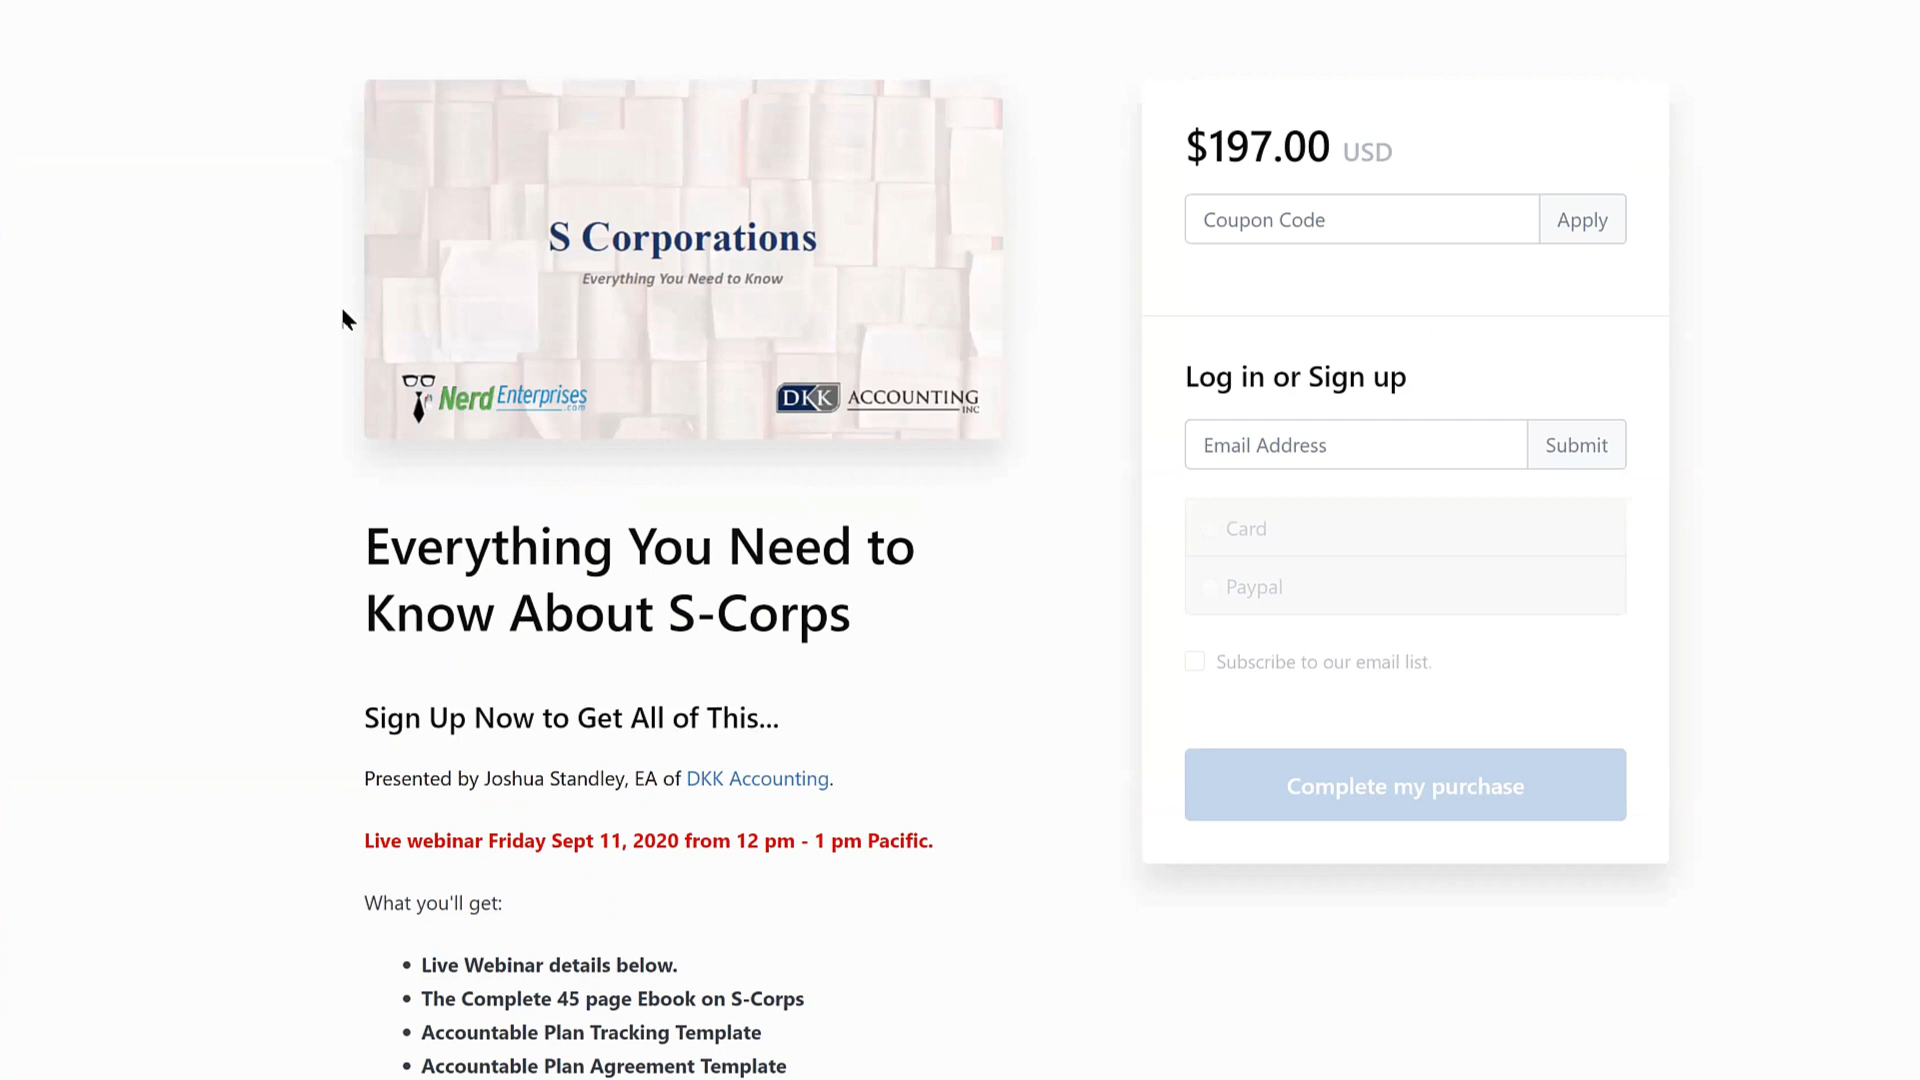 S Corporations
Everything You Need to Know
Nerd Enterprises
.com
DKK ACCOUNTING
INC
Everything You Need to
Know About S-Corps
Sign Up Now to Get All of This...
Presented by Joshua Standley, EA of DKK Accounting.
Live webinar Friday Sept 11, 2020 from 12 pm - 1 pm Pacific.
What you'll get:
• Live Webinar details below.
• The Complete 45 page Ebook on S-Corps
• Accountable Plan Tracking Template
• Accountable Plan Agreement Template
$197.00 USD
Coupon Code Apply
Log in or Sign up
Email Address Submit
Card
Paypal
Subscribe to our email list.
Complete my purchase